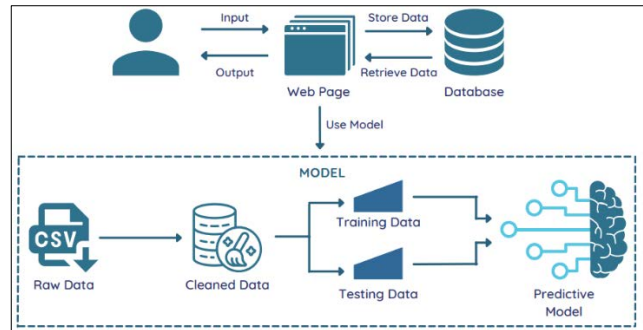 Input
Store Data
Output
Retrieve Data
Web Page
Database
Use Model
MODEL
CSV
Training Data
Raw Data
Cleaned Data
Testing Data
Predictive
Model